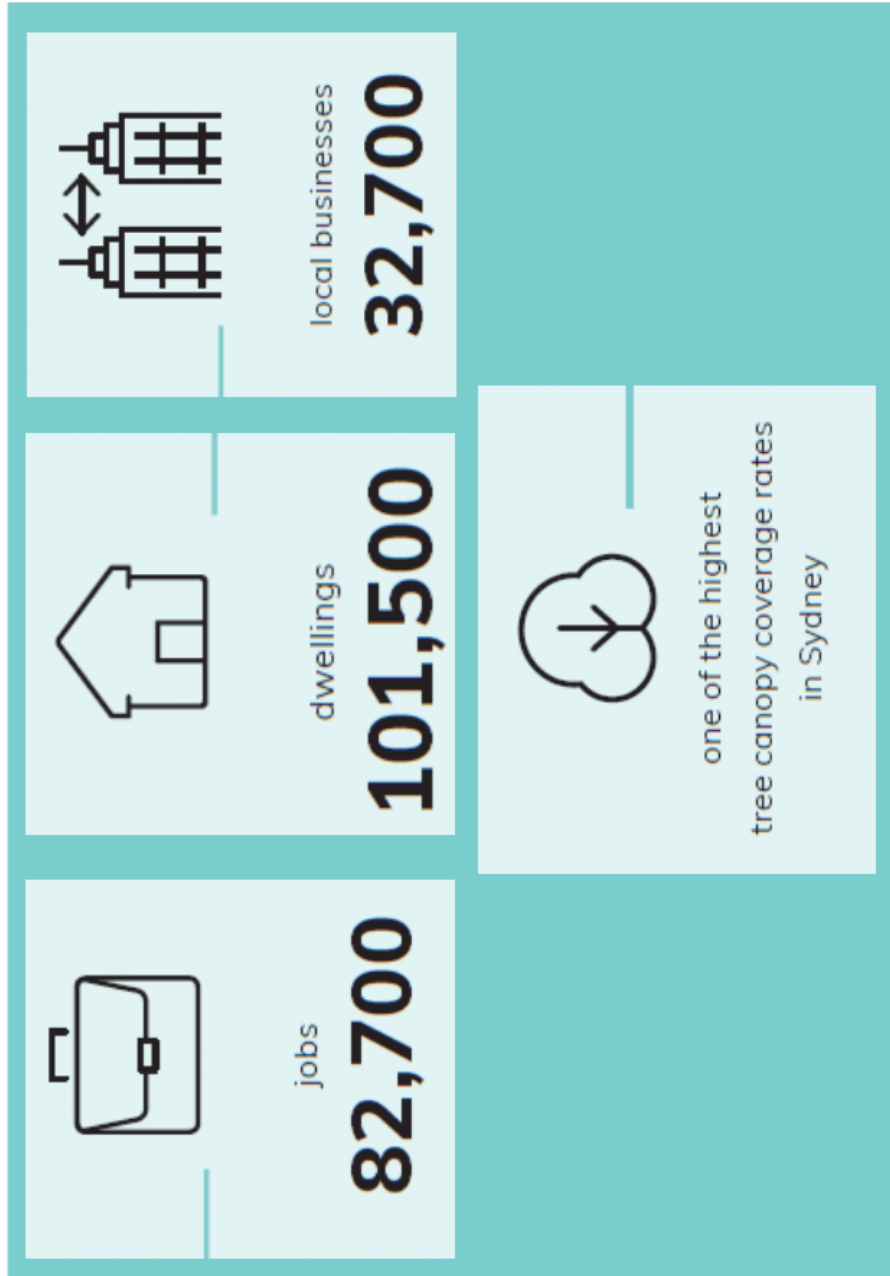 jobs
82,700
dwellings
101,500
local businesses
32,700
one of the highest
tree canopy coverage rates
in Sydney